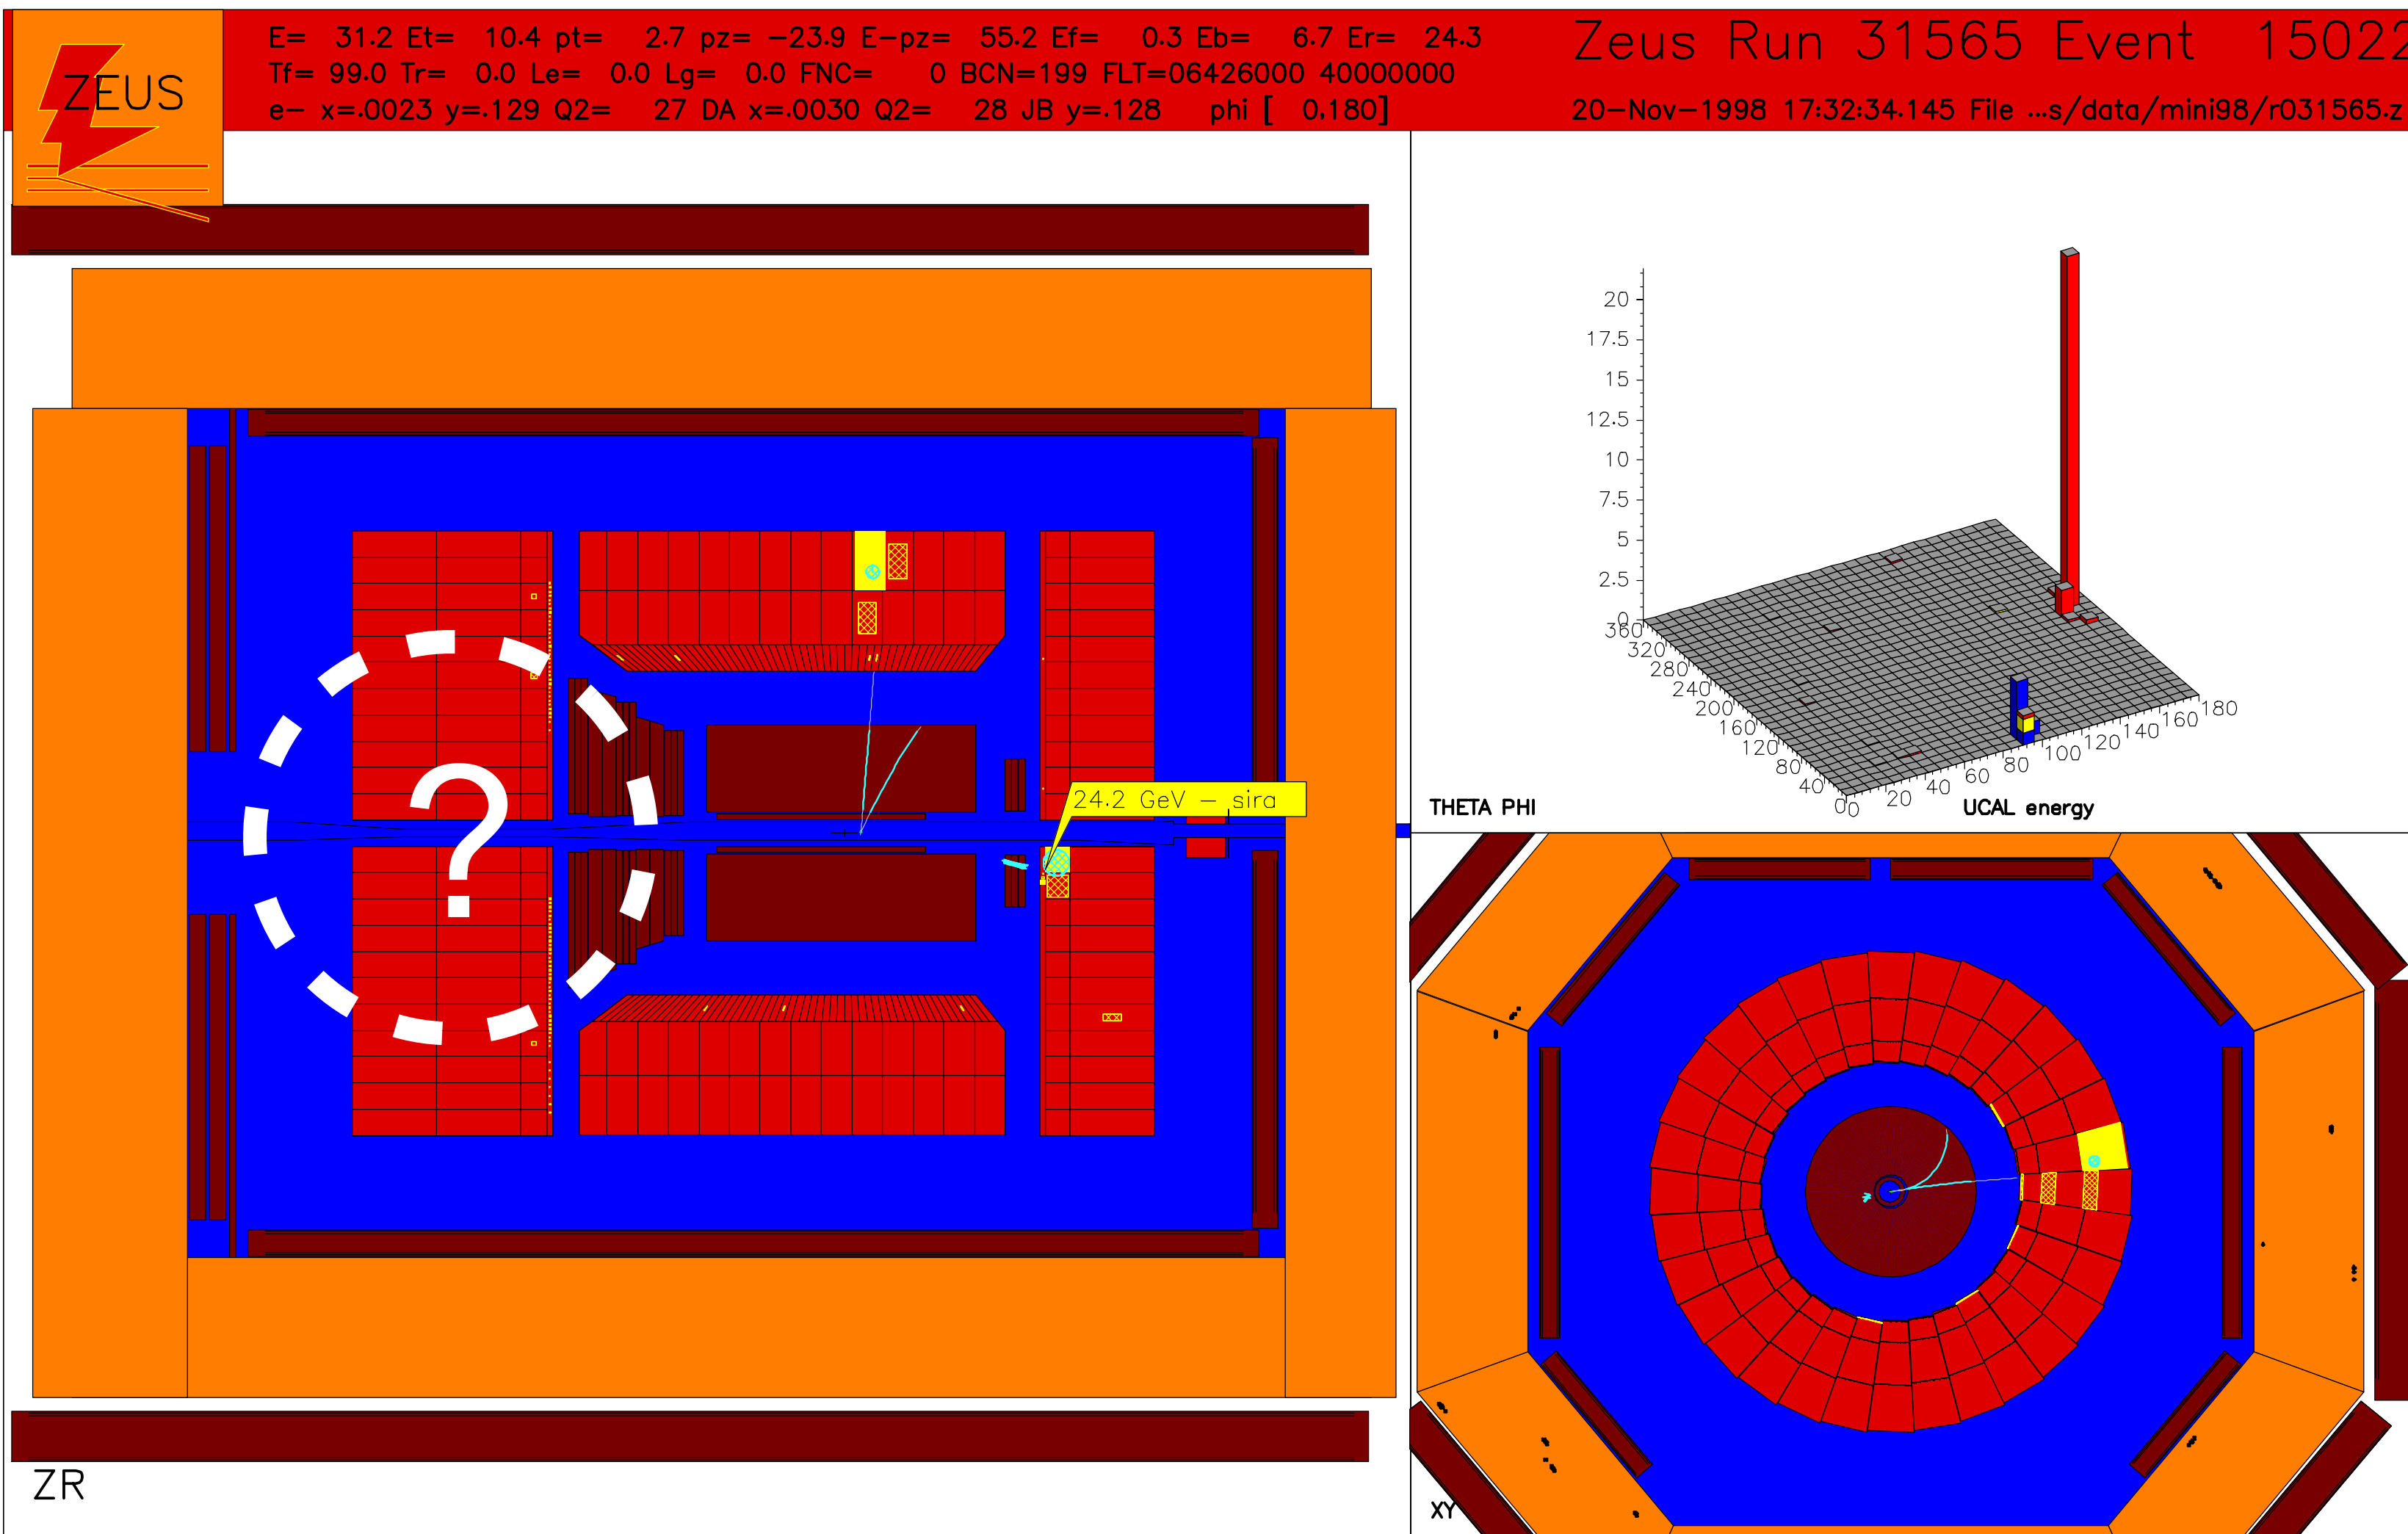 ZEUS
E= 31.2 Et= 10.4 pt= 2.7 pz= -23.9 E-pz= 55.2 Ef= 0.3 Eb= 6.7 Er= 24.3
Tf= 99.0 Tr= 0.0 Le= 0.0 Lg= 0.0 FNC= 0 BCN=199 FLT=06426000 40000000
e- x=.0023 y=.129 Q2= 27 DA x=.0030 Q2= 28 JB y=.128 phi [ 0.180]
Zeus Run 31565 Event 15022
20-Nov-1998 17:32:34.145 File ...s/data/mini98/r031565.z
?
24.2 GeV - sira
ZR
20
17.5
15
12.5
10
7.5
5
2.5
0
360
320
280
240
200
160
120
80
40
0
0 20 40 60 80 100 120 140 160 180
THETA PHI
UCAL energy
XY